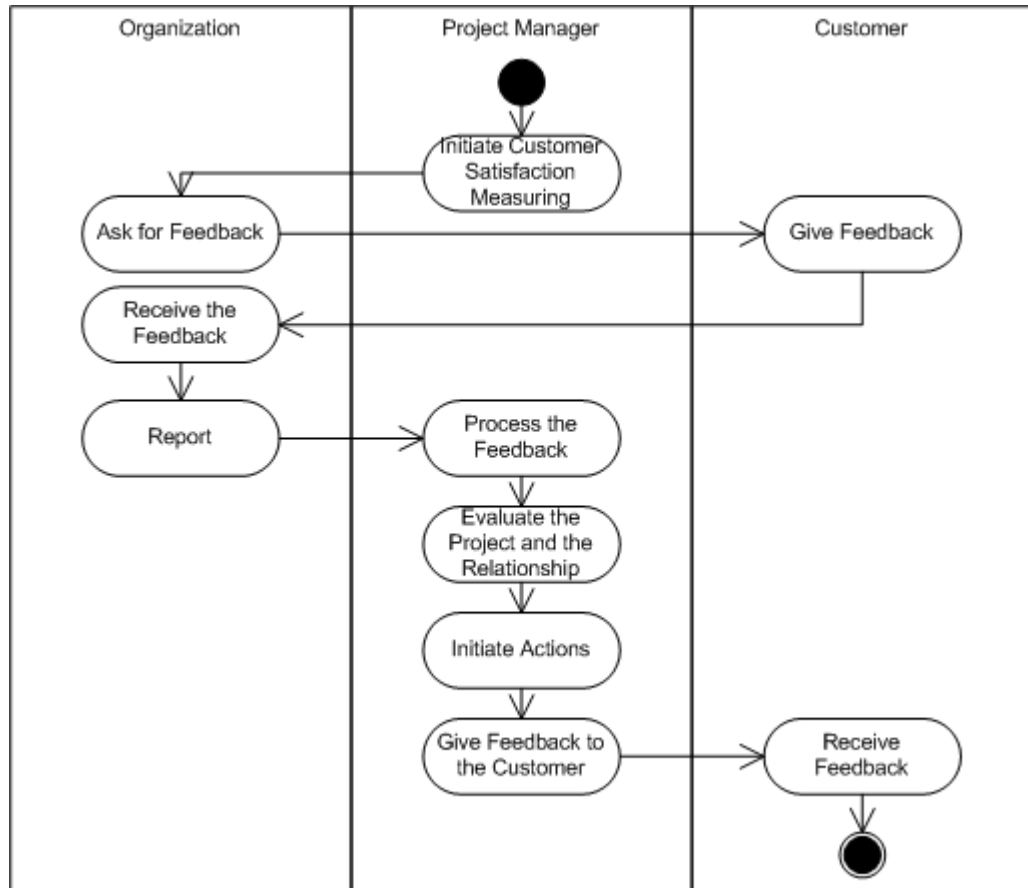 Organization
Project Manager
Customer
Initiate Customer
Satisfaction
Measuring
Ask for Feedback
Give Feedback
Receive the
Feedback
Report
Process the
Feedback
Evaluate the
Project and the
Relationship
Initiate Actions
Give Feedback to
the Customer
Receive
Feedback